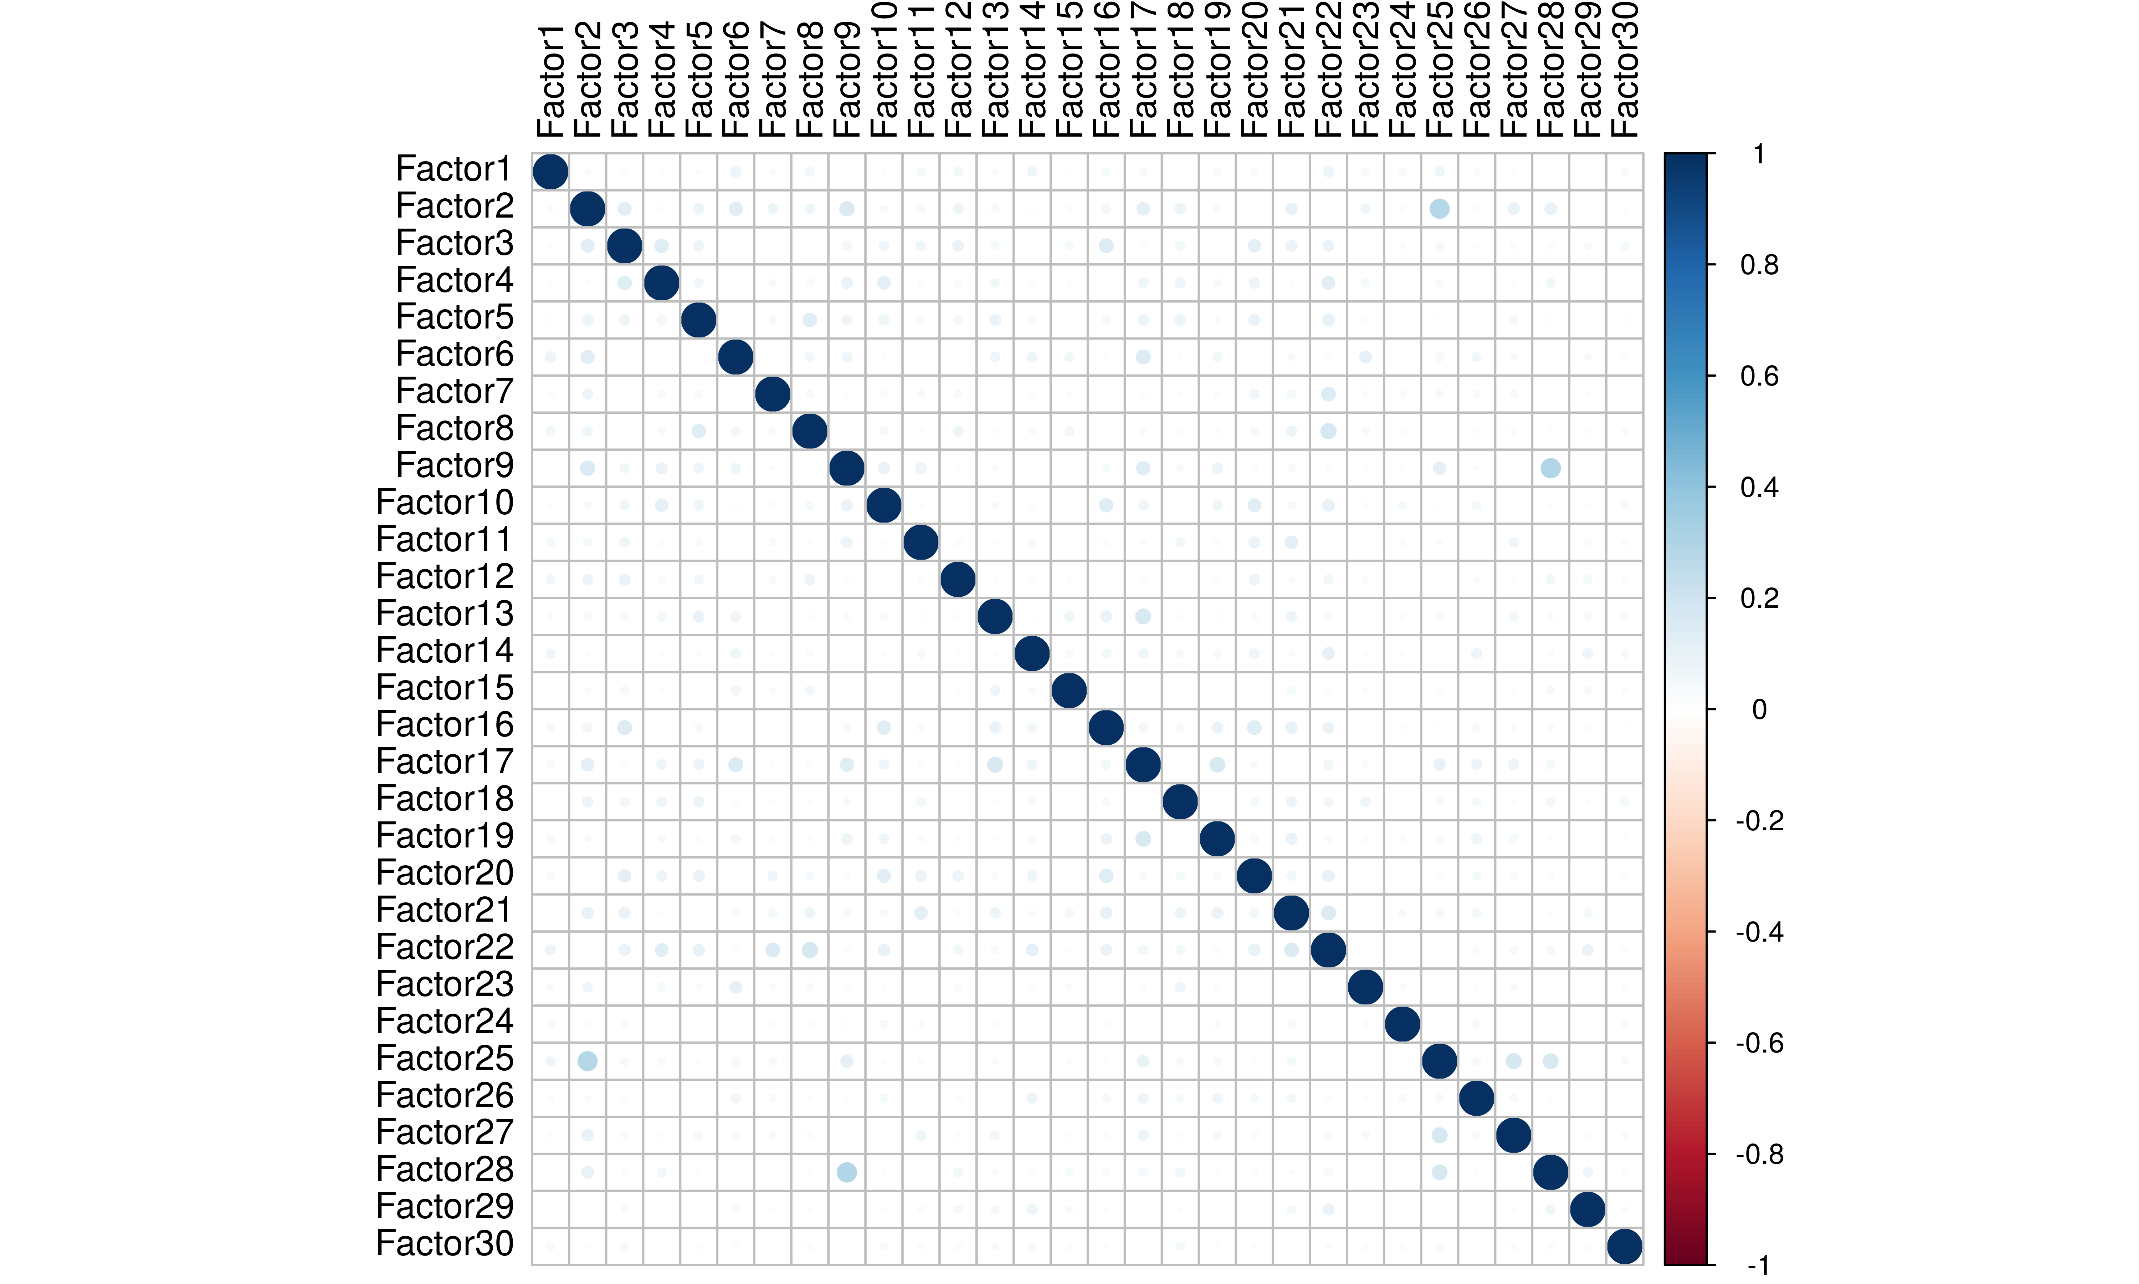 Factor1
Factor2
Factor3
Factor4
Factor5
Factor6
Factor7
Factor8
Factor9
Factor10
Factor11
Factor12
Factor13
Factor14
Factor15
Factor16
Factor17
Factor18
Factor19
Factor20
Factor21
Factor22
Factor23
Factor24
Factor25
Factor26
Factor27
Factor28
Factor29
Factor30
Factor1
Factor2
Factor3
Factor4
Factor5
Factor6
Factor7
Factor8
Factor9
Factor10
Factor11
Factor12
Factor13
Factor14
Factor15
Factor16
Factor17
Factor18
Factor19
Factor20
Factor21
Factor22
Factor23
Factor24
Factor25
Factor26
Factor27
Factor28
Factor29
Factor30
1
0.8
0.6
0.4
0.2
0
-0.2
-0.4
-0.6
-0.8
-1